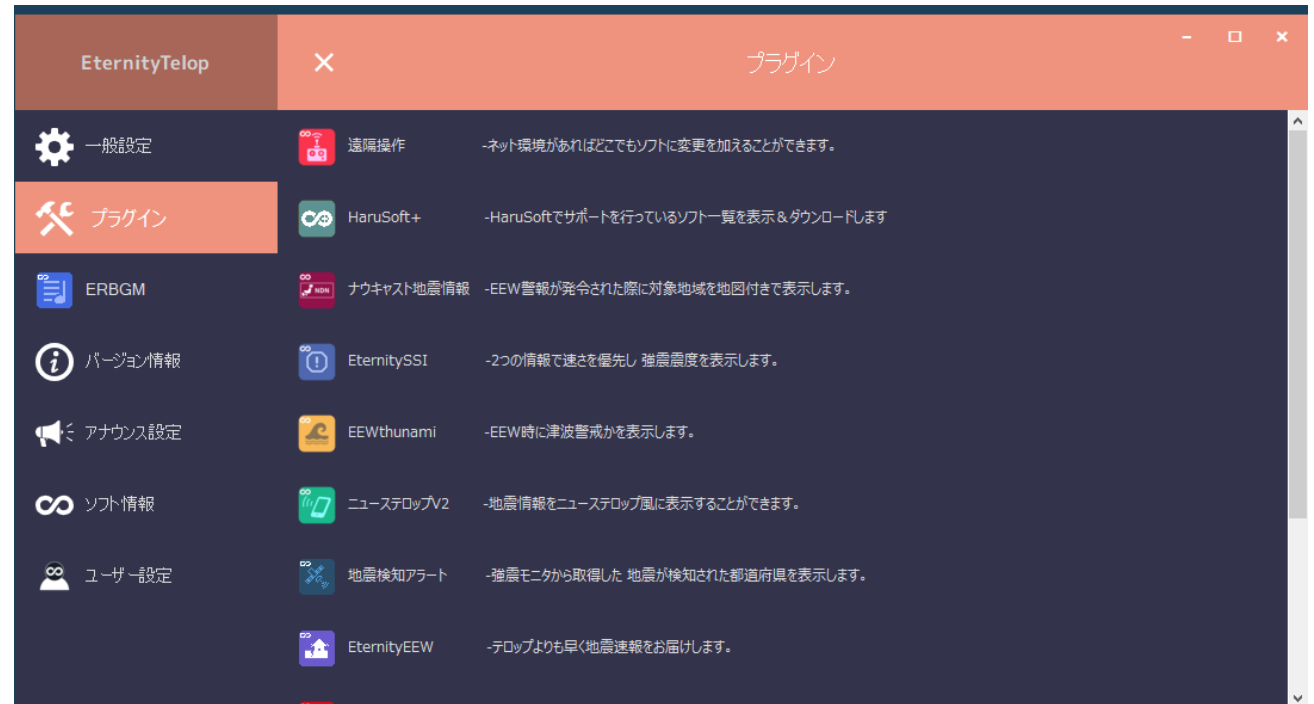 EternityTelop
プラグイン
一般設定
プラグイン
ERBGM
バージョン情報
アナウンス設定
ソフト情報
ユーザー設定
遠隔操作 -ネット環境があればどこでもソフトに変更を加えることができます。
HaruSoft+ -HaruSoftでサポートを行っているソフト一覧を表示&ダウンロードします
NDN
ナウキャスト地震情報 -EEW警報が発令された際に対象地域を地図付きで表示します。
EternitySSI -2つの情報で速さを優先し 強震震度を表示します。
EEWthunami -EEW時に津波警戒かを表示します。
ニューステロップV2 -地震情報をニューステロップ風に表示することができます。
地震検知アラート -強震モニタから取得した 地震が検知された都道府県を表示します。
EternityEEW -テロップよりも早く地震速報をお届けします。